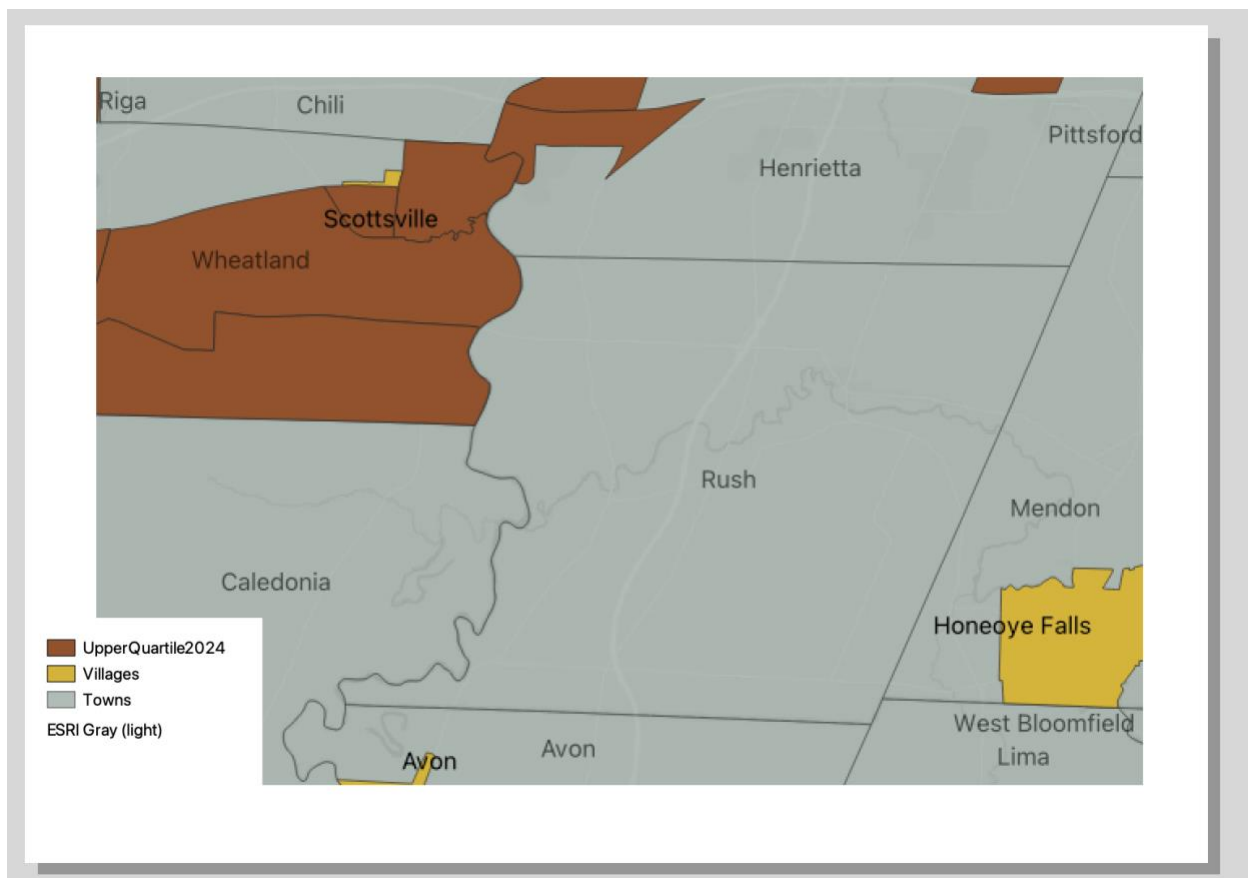 Riga
Chili
Pittsford
Henrietta
Scottsville
Wheatland
Rush
Mendon
Caledonia
Honeoye Falls
UpperQuartile2024
Villages
Towns
ESRI Gray (light)
West Bloomfield
Avon
Lima
Avon